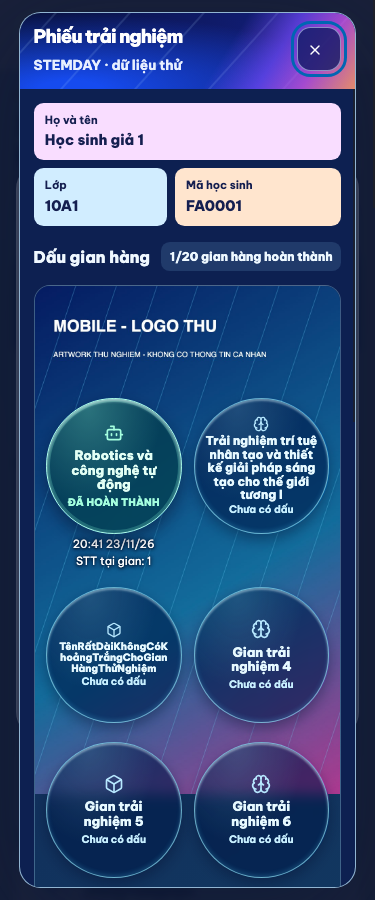 Phiếu trải nghiệm
STEMDAY · dữ liệu thử
Họ và tên
Học sinh giả 1
Lớp
10A1
Mã học sinh
FA0001
Dấu gian hàng
1/20 gian hàng hoàn thành
MOBILE - LOGO THU
ARTWORK THU NGHIEM - KHONG CO THONG TIN CA NHAN
Robotics và
công nghệ tự
động
ĐÃ HOÀN THÀNH
20:41 23/11/26
STT tại gian: 1
Trải nghiệm trí tuệ
nhân tạo và thiết
kế giải pháp sáng
tạo cho thế giới
tương l
Chưa có dấu
TênRấtDàiKhôngCóK
hoảngTrắngChoGian
HàngThửNghiệm
Chưa có dấu
Gian trải
nghiệm 4
Chưa có dấu
Gian trải
nghiệm 5
Chưa có dấu
Gian trải
nghiệm 6
Chưa có dấu